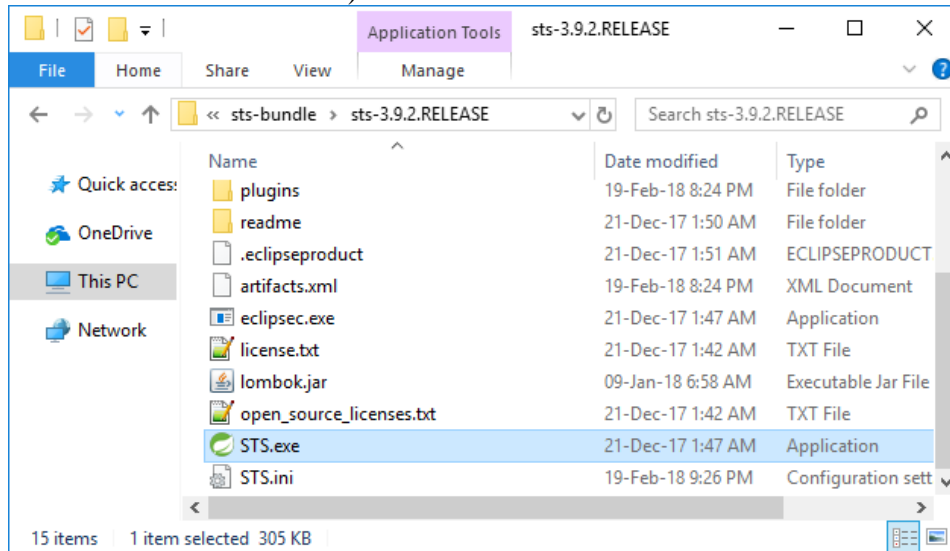 )
Application Tools sts-3.9.2.RELEASE
File Home Share View Manage ?
« sts-bundle > sts-3.9.2.RELEASE Search sts-3.9.2.RELEASE
Name Date modified Type
Quick access
plugins 19-Feb-18 8:24 PM File folder
readme 21-Dec-17 1:50 AM File folder
OneDrive
.eclipseproduct 21-Dec-17 1:51 AM ECLIPSEPRODUCT
This PC
artifacts.xml 19-Feb-18 8:24 PM XML Document
eclipsec.exe 21-Dec-17 1:47 AM Application
Network
license.txt 21-Dec-17 1:42 AM TXT File
lombok.jar 09-Jan-18 6:58 AM Executable Jar File
open_source_licenses.txt 21-Dec-17 1:42 AM TXT File
STS.exe 21-Dec-17 1:47 AM Application
STS.ini 19-Feb-18 9:26 PM Configuration sett
15 items 1 item selected 305 KB